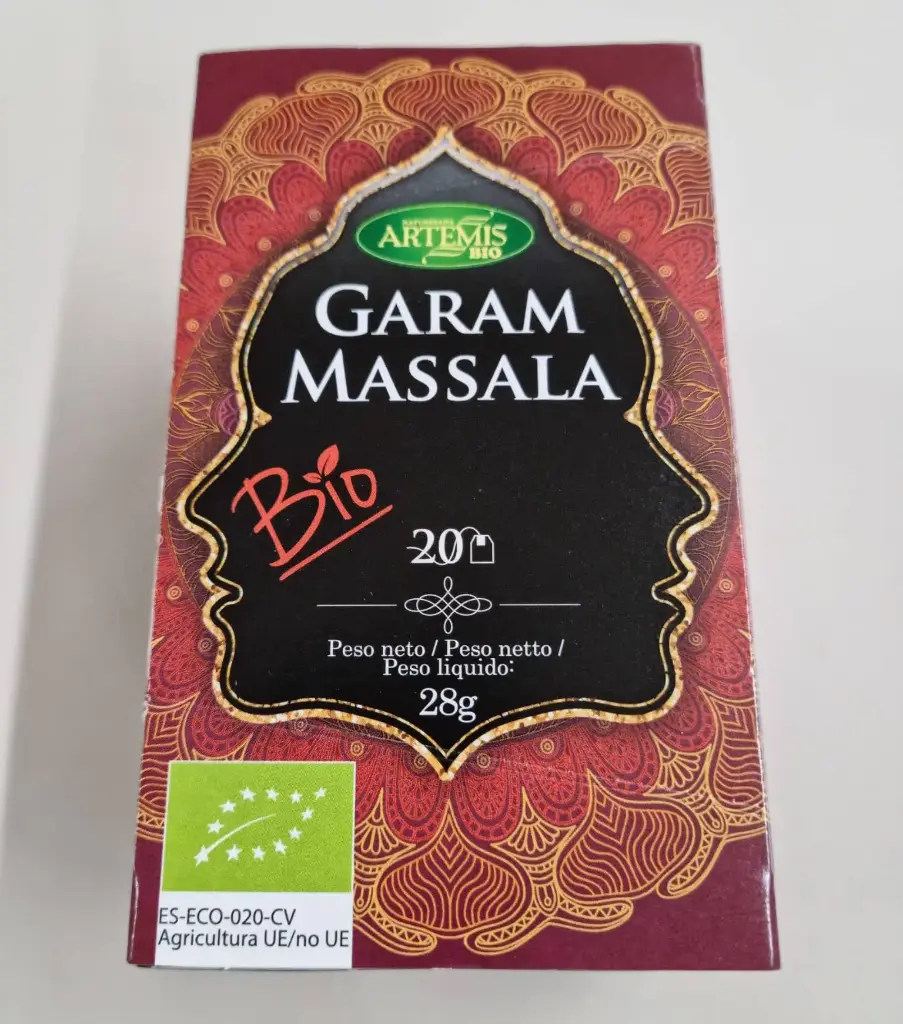 ARTEMIS
BIO
GARAM
MASSALA
Bio
20
Peso neto / Peso netto /
Peso liquido:
28g
ES-ECO-020-CV
Agricultura UE/no UE